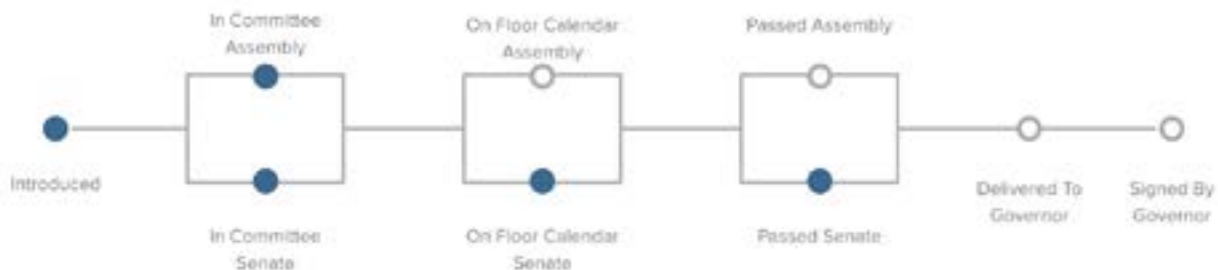 In Committee
Assembly
On Floor Calendar
Assembly
Passed Assembly
Introduced
In Committee
Senate
On Floor Calendar
Senate
Passed Senate
Delivered To
Governor
Signed By
Governor